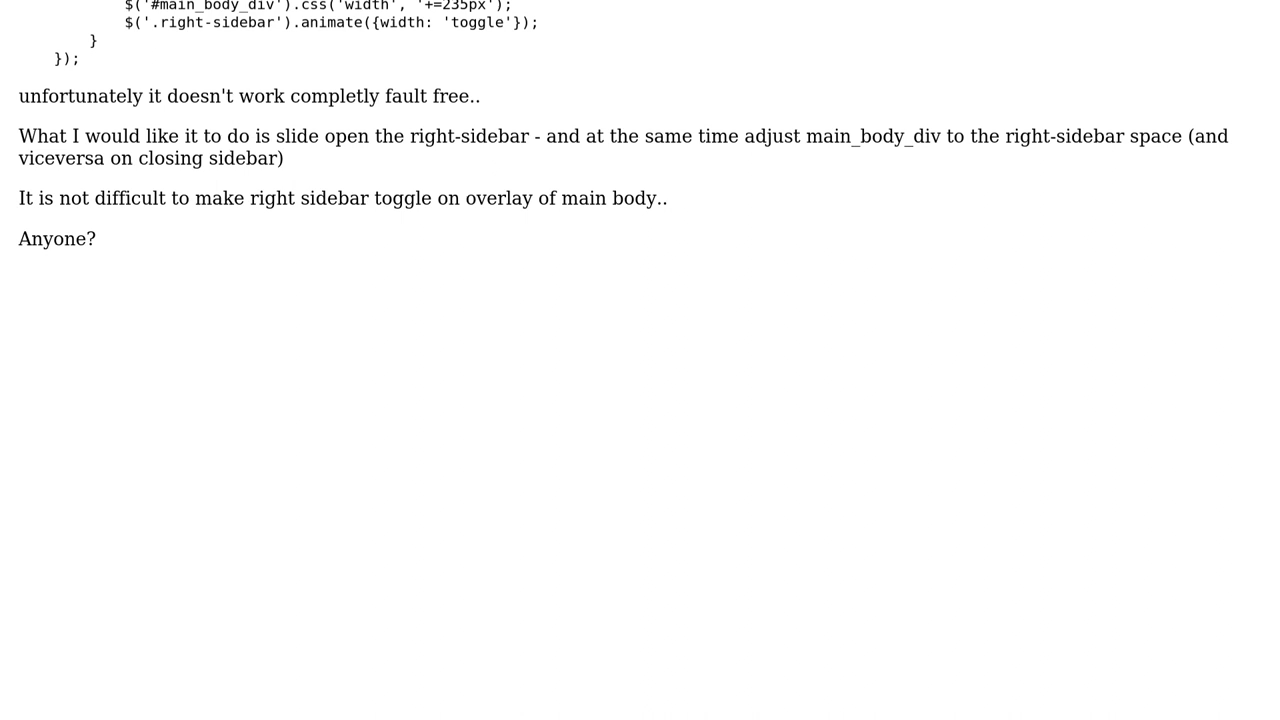 $('#main_body_div').css('width', '+=235px');
$('.right-sidebar').animate({width: 'toggle'});
}
});
unfortunately it doesn't work completly fault free..
What I would like it to do is slide open the right-sidebar - and at the same time adjust main_body_div to the right-sidebar space (and
viceversa on closing sidebar)
It is not difficult to make right sidebar toggle on overlay of main body..
Anyone?